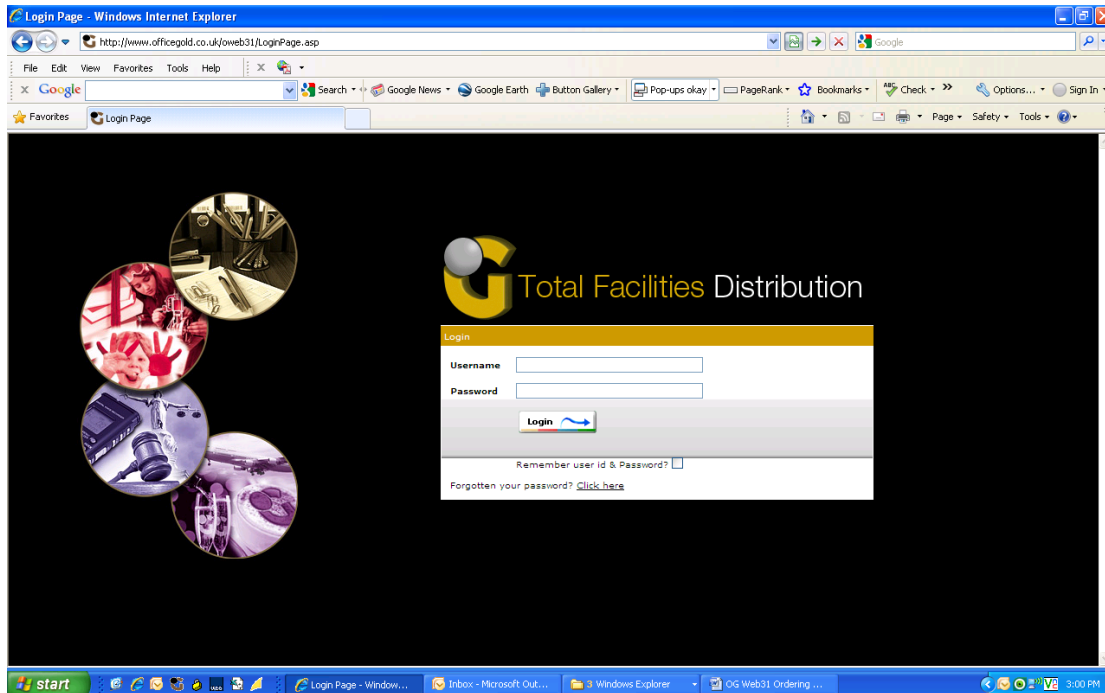 Login Page - Windows Internet Explorer
http://www.officegold.co.uk/oweb31/LoginPage.asp
Google
File Edit View Favorites Tools Help
x
x Google
Search
Google News
Google Earth
Button Gallery
Pop-ups okay
PageRank
Bookmarks
Check
Options...
Sign In
Favorites
Login Page
Page Safety Tools
G Total Facilities Distribution
Login
Username
Password
Login
Remember user id & Password?
Forgotten your password? Click here
start
Login Page - Window...
Inbox - Microsoft Out...
3 Windows Explorer
OG Web31 Ordering ...
3:00 PM